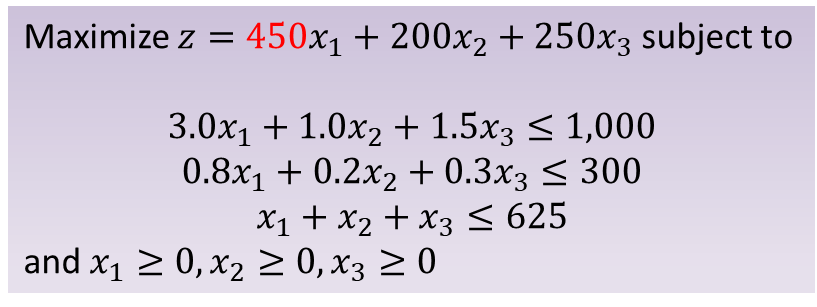 Maximize z = 450x₁ + 200x₂ + 250x₃ subject to
3.0x₁ + 1.0x₂ + 1.5x₃ ≤ 1,000
0.8x₁ + 0.2x₂ + 0.3x₃ ≤ 300
x₁ + x₂ + x₃ ≤ 625
and x₁ ≥ 0, x₂ ≥ 0, x₃ ≥ 0